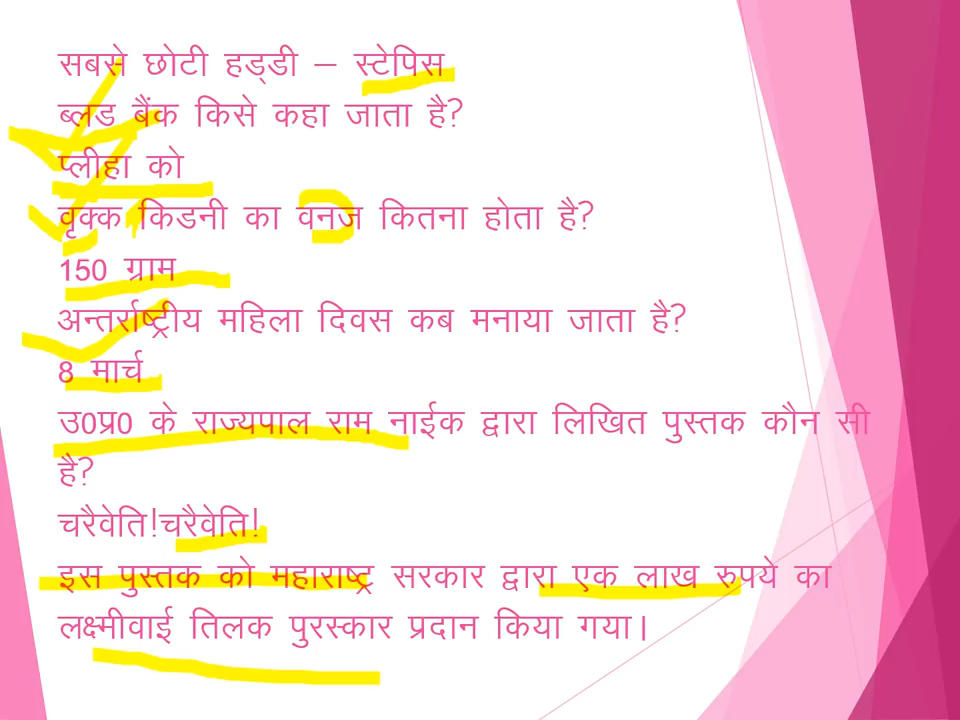 सबसे छोटी हड्डी – स्टेपिस
ब्लड बैंक किसे कहा जाता है?
प्लीहा को
वृक्क किडनी का वनज कितना होता है?
150 ग्राम
अन्तर्राष्ट्रीय महिला दिवस कब मनाया जाता है?
8 मार्च
उ0प्र0 के राज्यपाल राम नाईक द्वारा लिखित पुस्तक कौन सी
है?
चरैवेति!चरैवेति!
इस पुस्तक को महाराष्ट्र सरकार द्वारा एक लाख रुपये का
लक्ष्मीवाई तिलक पुरस्कार प्रदान किया गया।